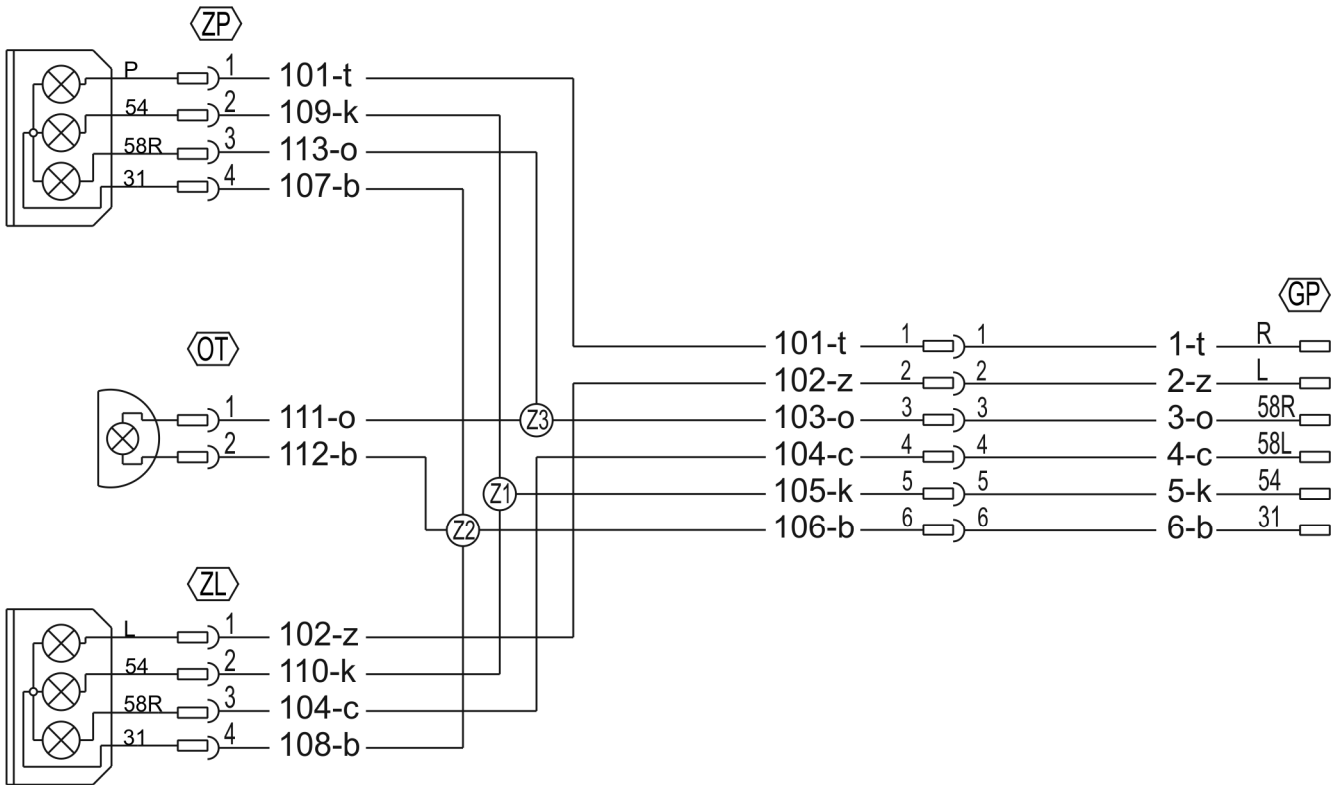 ZP
P 1 101-t
54 2 109-k
58R 3 113-o
31 4 107-b
GP
OT
101-t 1 1 1-t R
102-z 2 2 2-z L
1 111-o Z3 103-o 3 3 3-o 58R
2 112-b 104-c 4 4 4-c 58L
Z1 105-k 5 5 5-k 54
Z2 106-b 6 6 6-b 31
ZL
L 1 102-z
54 2 110-k
58R 3 104-c
31 4 108-b